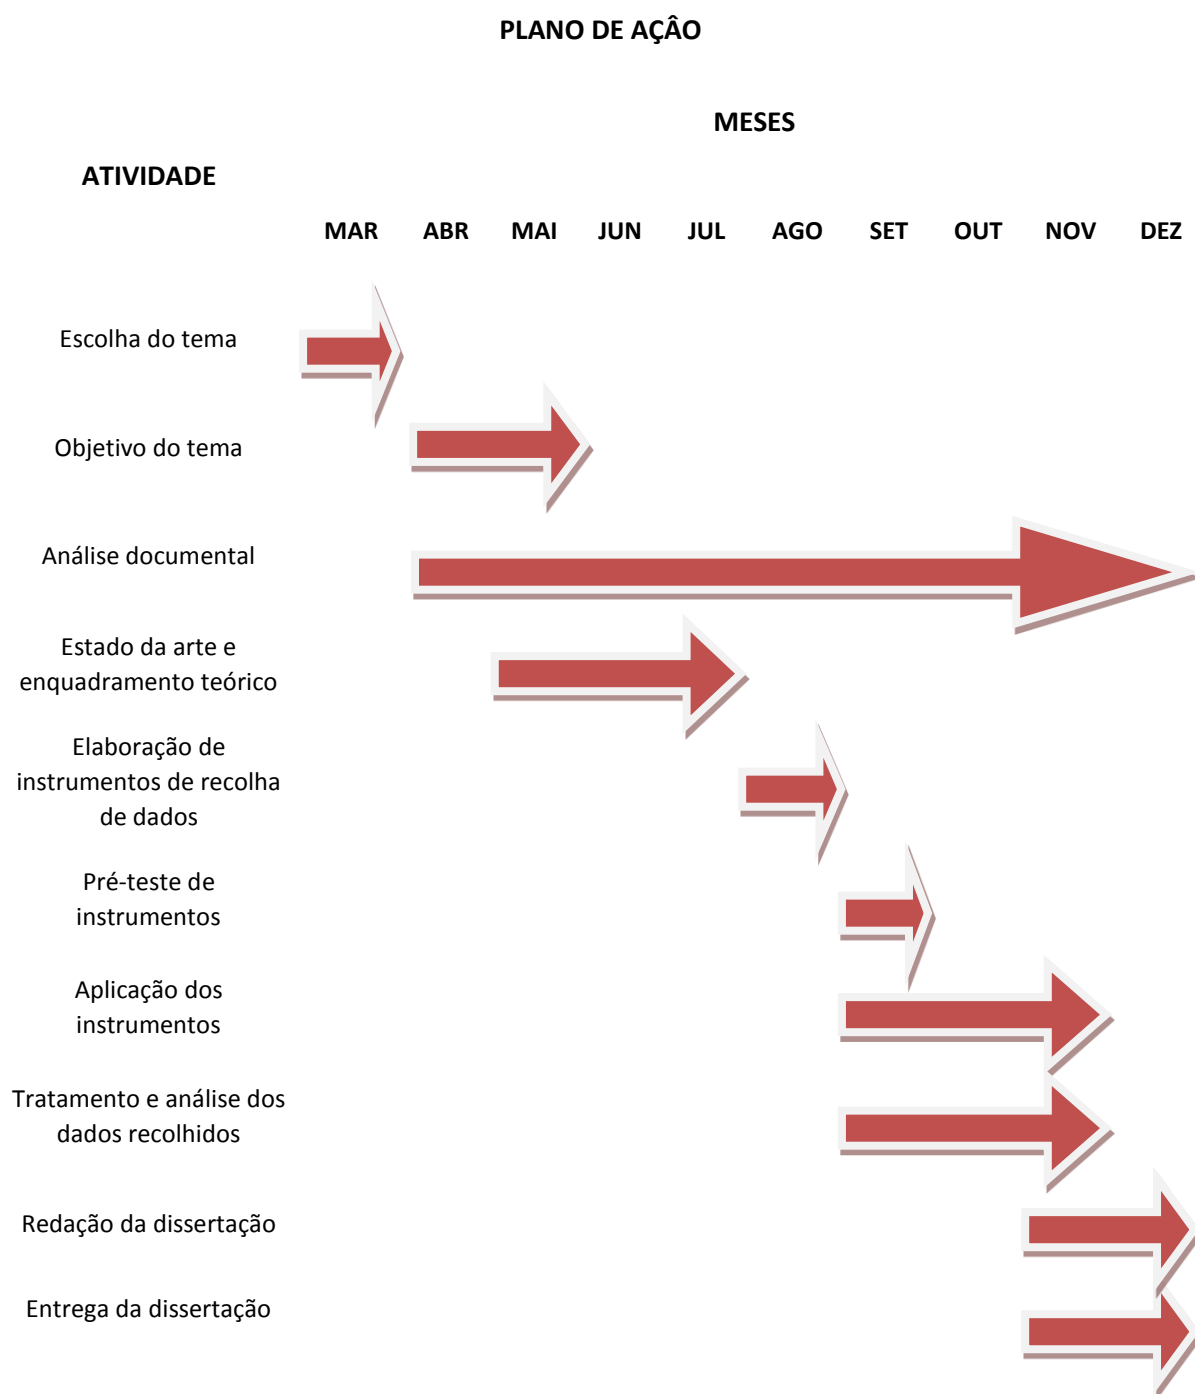 PLANO DE AÇÂO
MESES
ATIVIDADE
MAR ABR MAI JUN JUL AGO SET OUT NOV DEZ
Escolha do tema
Objetivo do tema
Análise documental
Estado da arte e
enquadramento teórico
Elaboração de
instrumentos de recolha
de dados
Pré-teste de
instrumentos
Aplicação dos
instrumentos
Tratamento e análise dos
dados recolhidos
Redação da dissertação
Entrega da dissertação